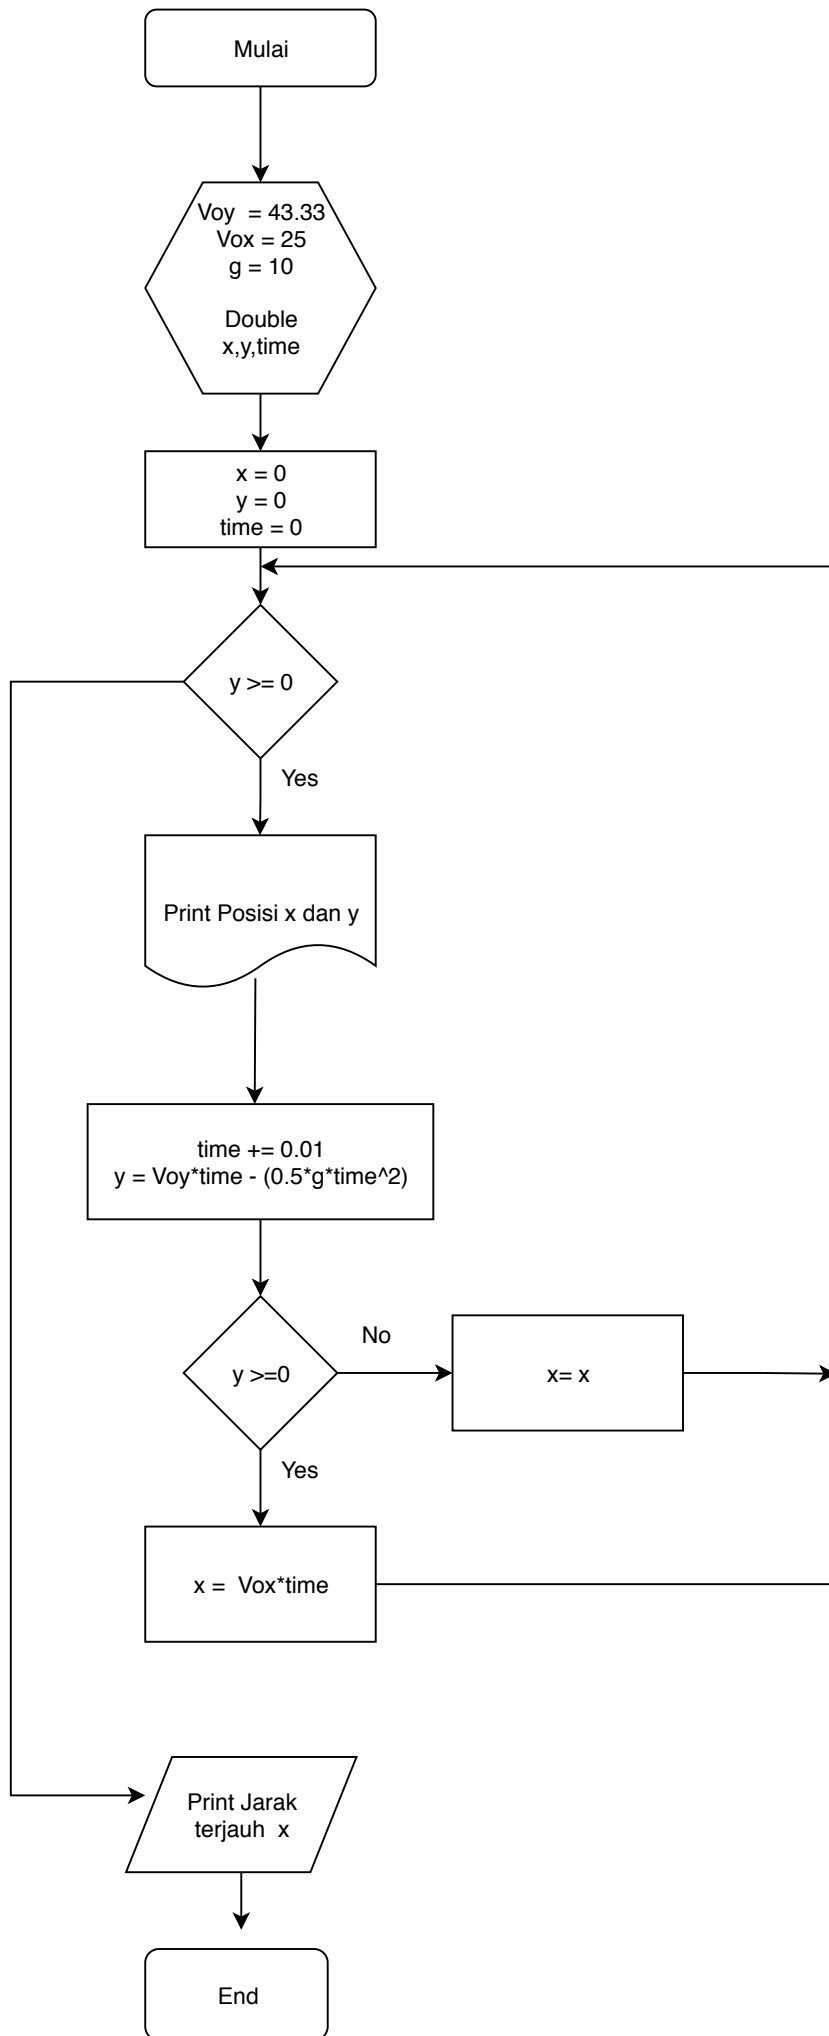 Mulai
Voy = 43.33
Vox = 25
g = 10
Double
x,y,time
x = 0
y = 0
time = 0
y >= 0
Yes
Print Posisi x dan y
time += 0.01
y = Voy*time - (0.5*g*time^2)
No
y >=0
x= x
Yes
x = Vox*time
Print Jarak
terjauh x
End